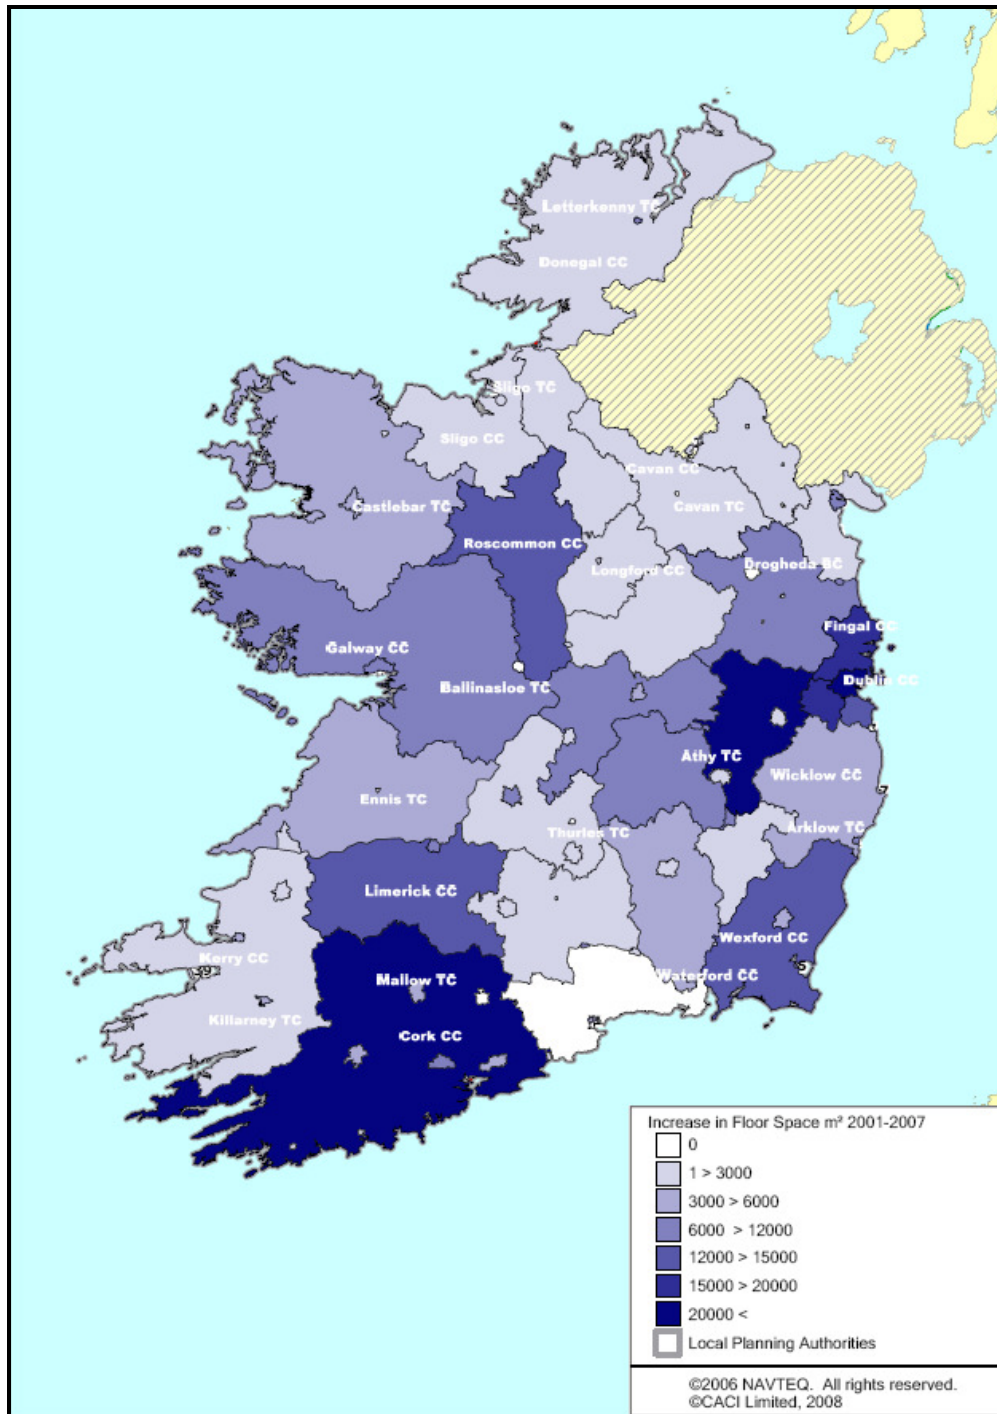 Letterkenny TC
Donegal CC
Sligo TC
Sligo CC
Cavan CC
Castlebar TC
Cavan TC
Roscommon CC
Longford CC
Drogheda BC
Fingal CC
Galway CC
Dublin CC
Ballinasloe TC
Athy TC
Wicklow CC
Ennis TC
Arklow TC
Thurles TC
Limerick CC
Wexford CC
Kerry CC
39
5
Mallow TC
Waterford CC
Killarney TC
Cork CC
Increase in Floor Space m² 2001-2007
0
1 > 3000
3000 > 6000
6000 > 12000
12000 > 15000
15000 > 20000
20000 <
Local Planning Authorities
©2006 NAVTEQ. All rights reserved.
©CACI Limited, 2008